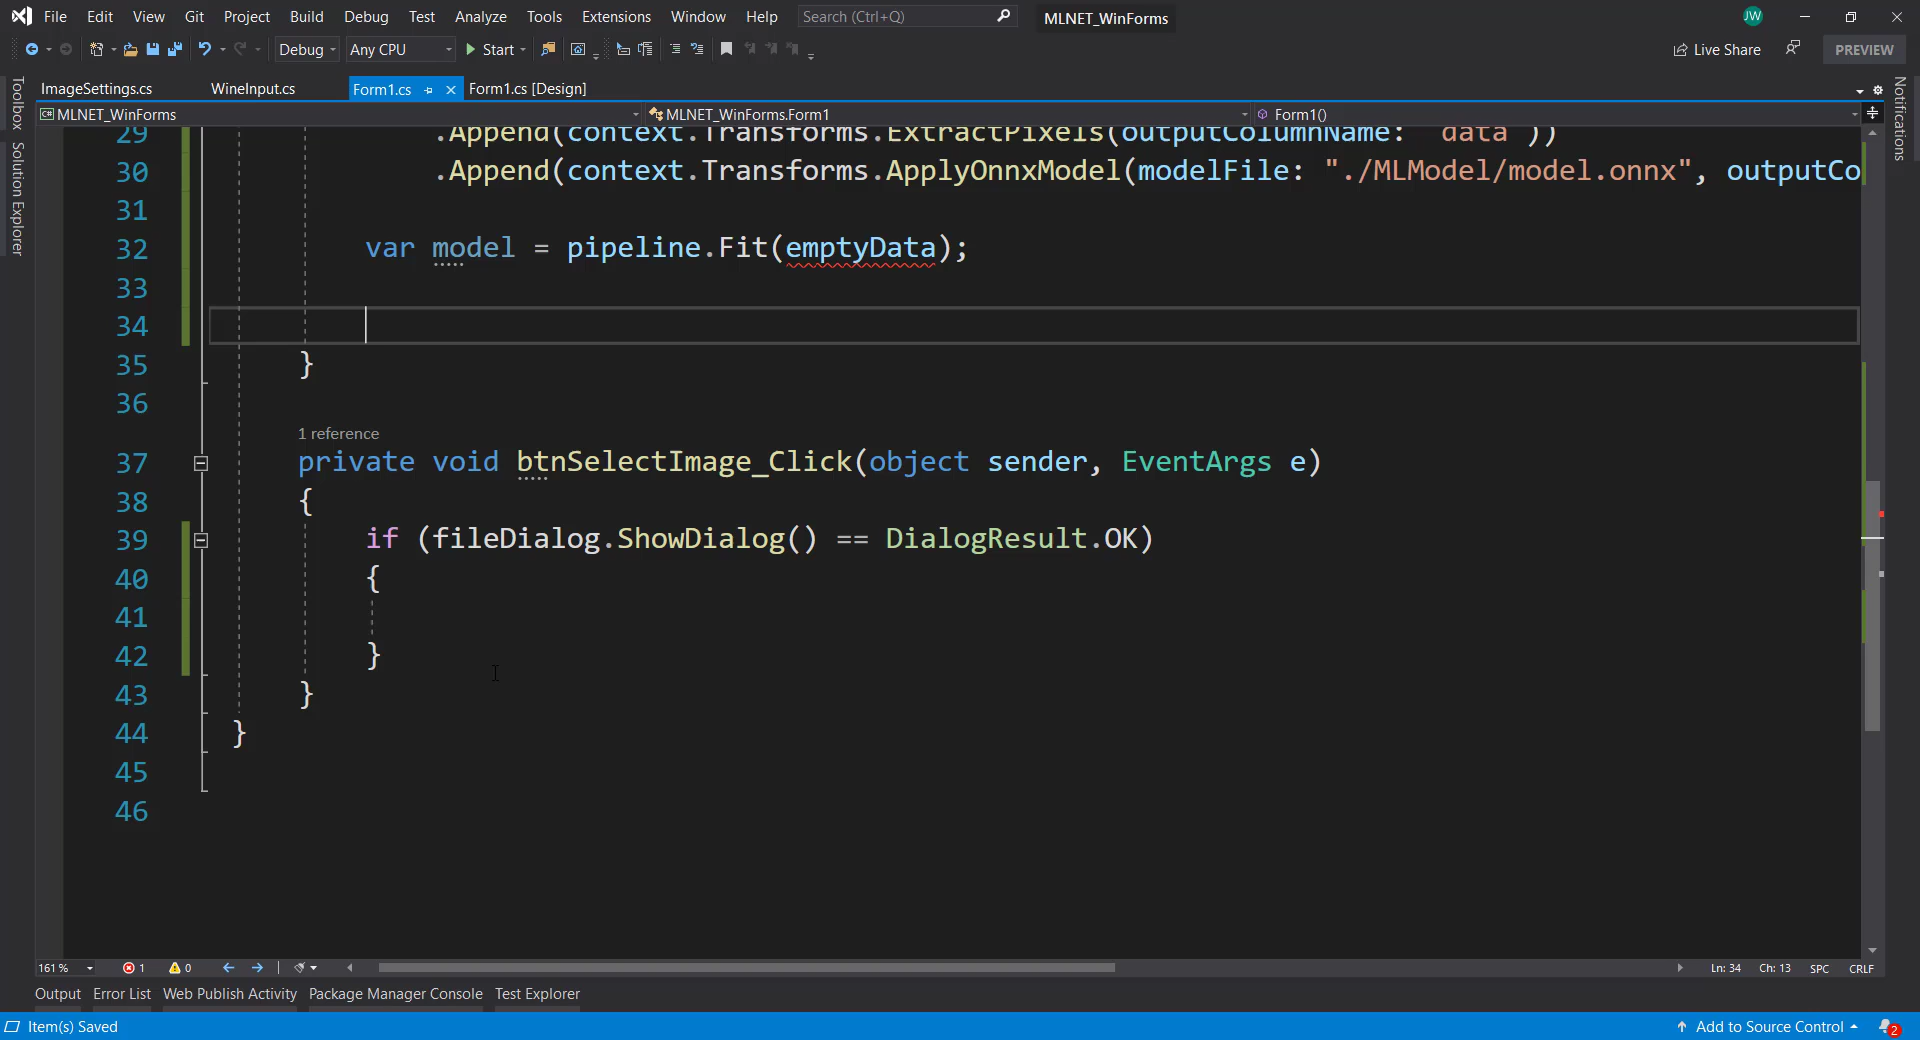 File Edit View Git Project Build Debug Test Analyze Tools Extensions Window Help Search (Ctrl+Q) MLNET_WinForms JW
Debug Any CPU Start Live Share PREVIEW
ImageSettings.cs WineInput.cs Form1.cs Form1.cs [Design]
C# MLNET_WinForms MLNET_WinForms.Form1 Form1()
Toolbox
Solution Explorer
Notifications
29 .Append(context.Transforms.ExtractPixels(outputColumnName: "data"))
30 .Append(context.Transforms.ApplyOnnxModel(modelFile: "./MLModel/model.onnx", outputCo
31
32 var model = pipeline.Fit(emptyData);
33
34
35 }
36
1 reference
37 private void btnSelectImage_Click(object sender, EventArgs e)
38 {
39 if (fileDialog.ShowDialog() == DialogResult.OK)
40 {
41
42 }
43 }
44 }
45
46
161 % 1 0 Ln: 34 Ch: 13 SPC CRLF
Output Error List Web Publish Activity Package Manager Console Test Explorer
Item(s) Saved Add to Source Control 2